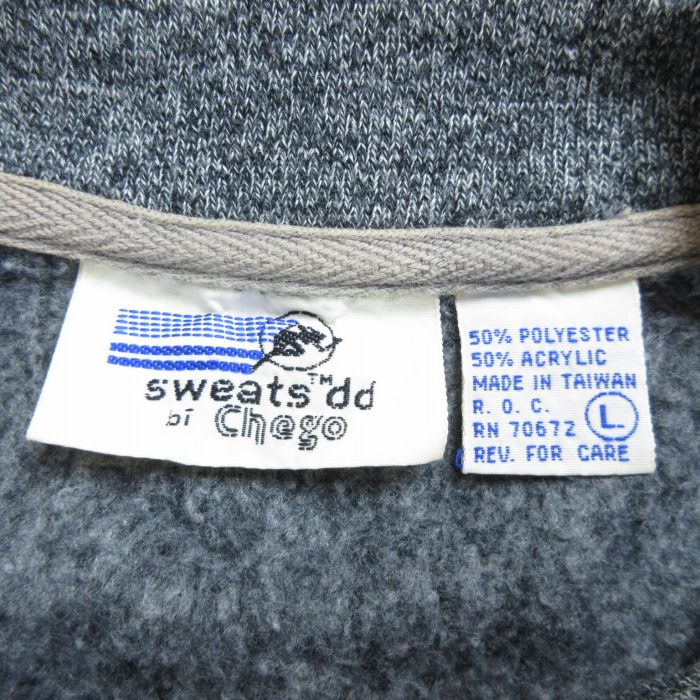 sweats™dd
bi Chego
50% POLYESTER
50% ACRYLIC
MADE IN TAIWAN
R. O. C.
RN 70672 L
REV. FOR CARE